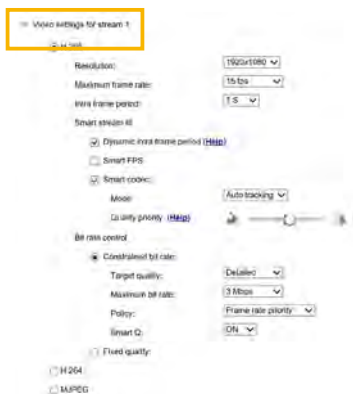 Video settings for stream 1
H.265
Resolution: 1920x1080
Maximum frame rate: 15 fps
Intra frame period: 1 S
Smart stream III
Dynamic intra frame period (Help)
Smart FPS
Smart codec:
Mode: Auto tracking
Quality priority: (Help)
Bit rate control
Constrained bit rate:
Target quality: Detailed
Maximum bit rate: 3 Mbps
Policy: Frame rate priority
Smart Q: ON
Fixed quality:
H.264
MJPEG